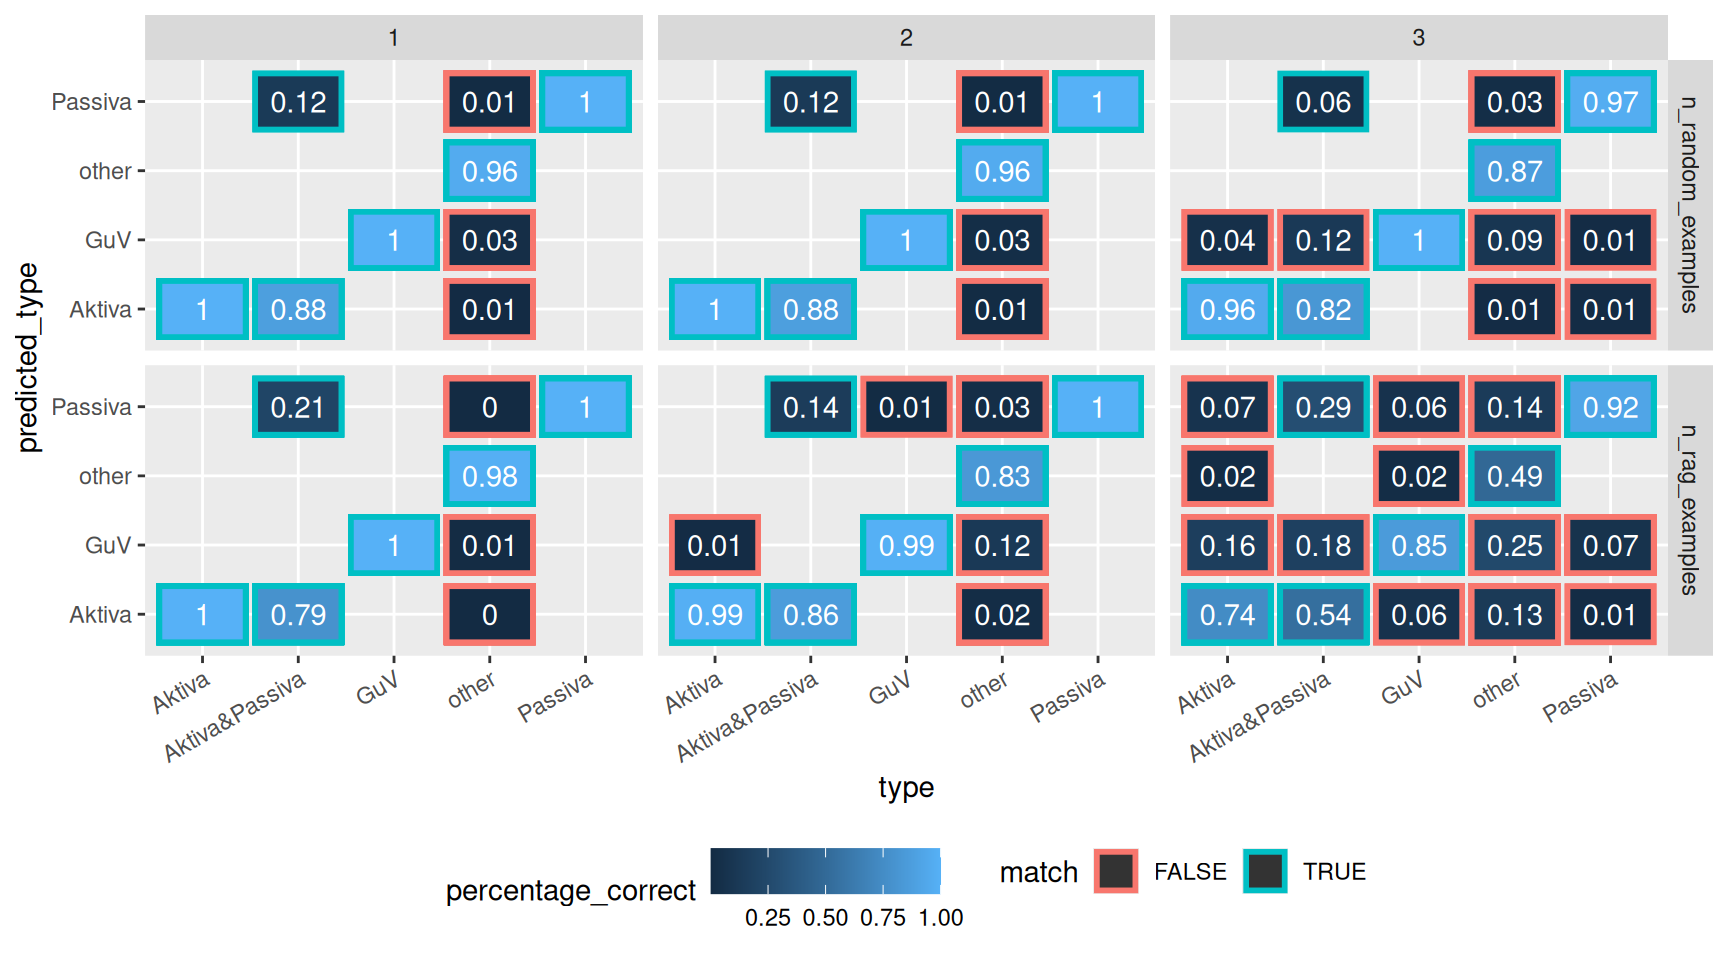 1 2 3
Passiva 0.12 0.01 1 0.12 0.01 1 0.06 0.03 0.97
other 0.96 0.96 0.87
GuV 1 0.03 1 0.03 0.04 0.12 1 0.09 0.01
Aktiva 1 0.88 0.01 1 0.88 0.01 0.96 0.82 0.01 0.01
n_random_examples
Passiva 0.21 0 1 0.14 0.01 0.03 1 0.07 0.29 0.06 0.14 0.92
other 0.98 0.83 0.02 0.02 0.49
GuV 1 0.01 0.01 0.99 0.12 0.16 0.18 0.85 0.25 0.07
Aktiva 1 0.79 0 0.99 0.86 0.02 0.74 0.54 0.06 0.13 0.01
n_rag_examples
predicted_type
Aktiva Aktiva&Passiva GuV other Passiva Aktiva Aktiva&Passiva GuV other Passiva Aktiva Aktiva&Passiva GuV other Passiva
type
percentage_correct
0.25 0.50 0.75 1.00
match FALSE TRUE